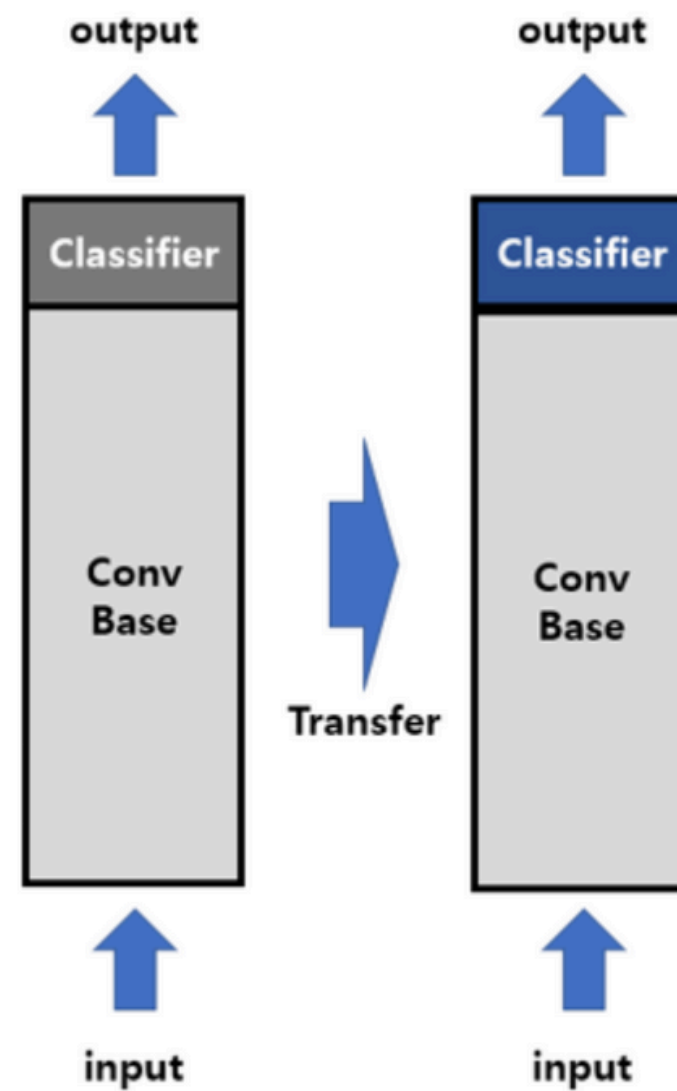 output
output
Classifier
Classifier
Conv
Base
Conv
Base
Transfer
input
input